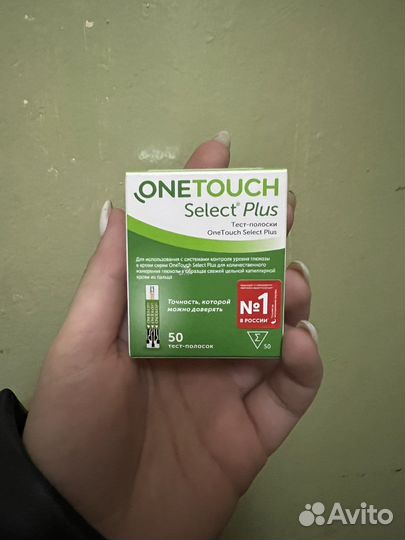 ONETOUCH
Select® Plus
Тест-полоски
OneTouch Select Plus
Для использования с системами контроля уровня глюкозы
в крови серии OneTouch Select Plus для количественного
измерения глюкозы в образцах свежей цельной капиллярной
крови из пальца
Точность, которой
можно доверять
№1
В РОССИИ
50
тест-полосок
Σ
50
Avito